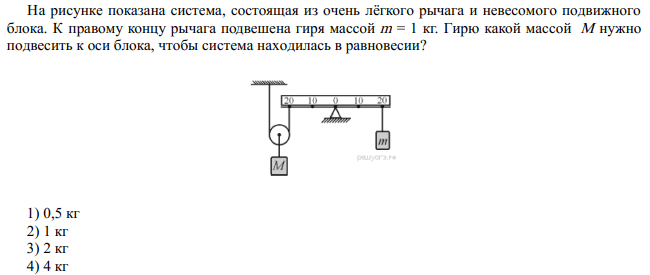 На рисунке показана система, состоящая из очень лёгкого рычага и невесомого подвижного
блока. К правому концу рычага подвешена гиря массой m = 1 кг. Гирю какой массой M нужно
подвесить к оси блока, чтобы система находилась в равновесии?
20 10 0 10 20
m
M
решуогэ.рф
1) 0,5 кг
2) 1 кг
3) 2 кг
4) 4 кг